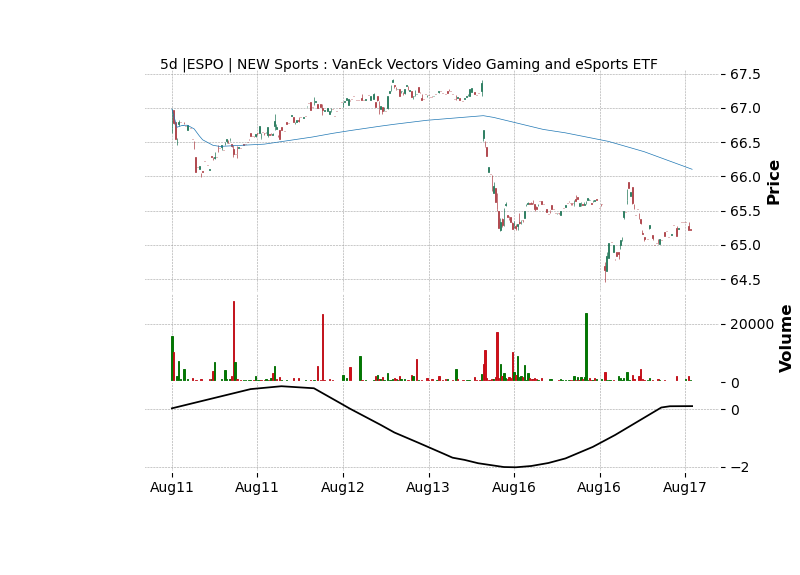 5d |ESPO | NEW Sports : VanEck Vectors Video Gaming and eSports ETF
67.5
67.0
66.5
66.0
65.5
65.0
64.5
Price
20000
0
Volume
0
−2
Aug11 Aug11 Aug12 Aug13 Aug16 Aug16 Aug17